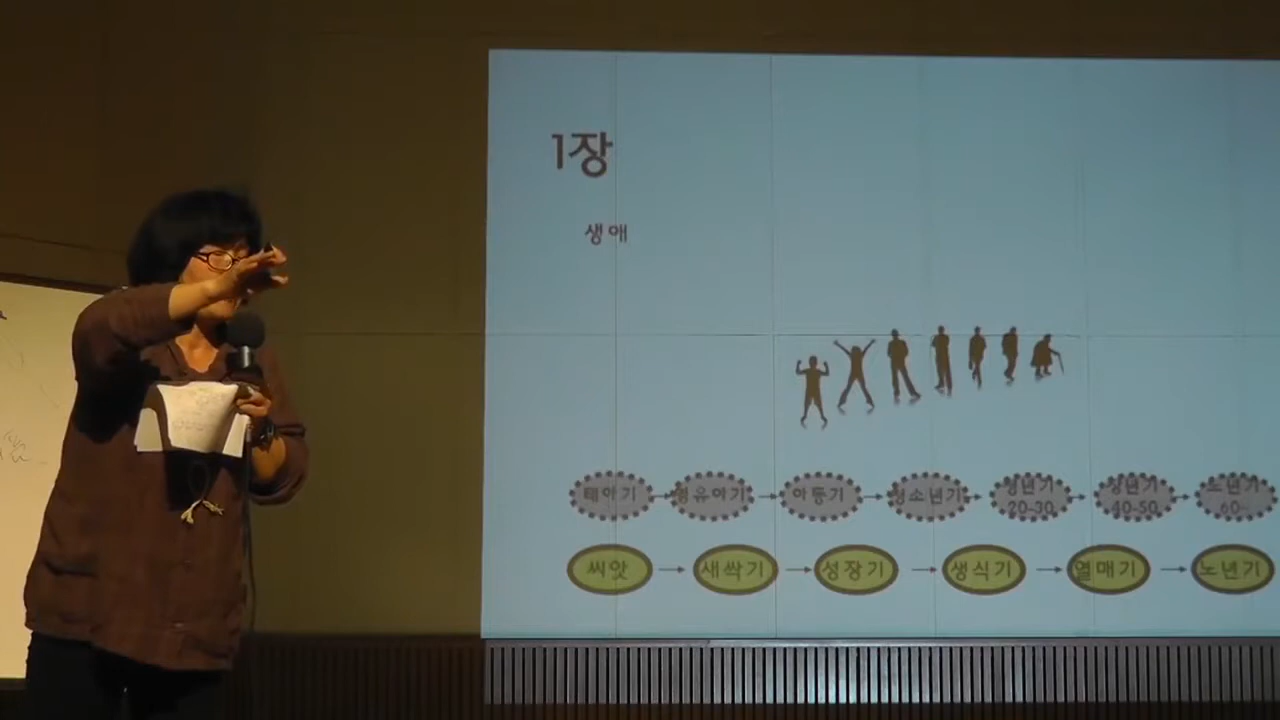 1장
생애
태아기 영유아기 아동기 청소년기 청년기 20-30 장년기 40-50 노년기 60-
씨앗 새싹기 성장기 생식기 열매기 노년기